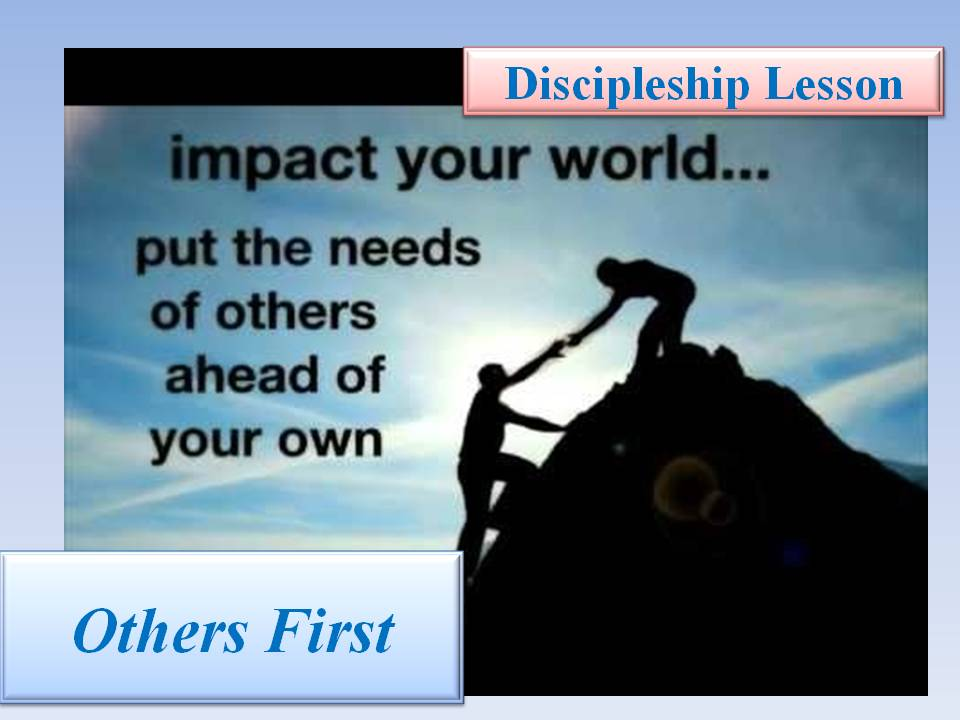 Discipleship Lesson
impact your world...
put the needs
of others
ahead of
your own
Others First